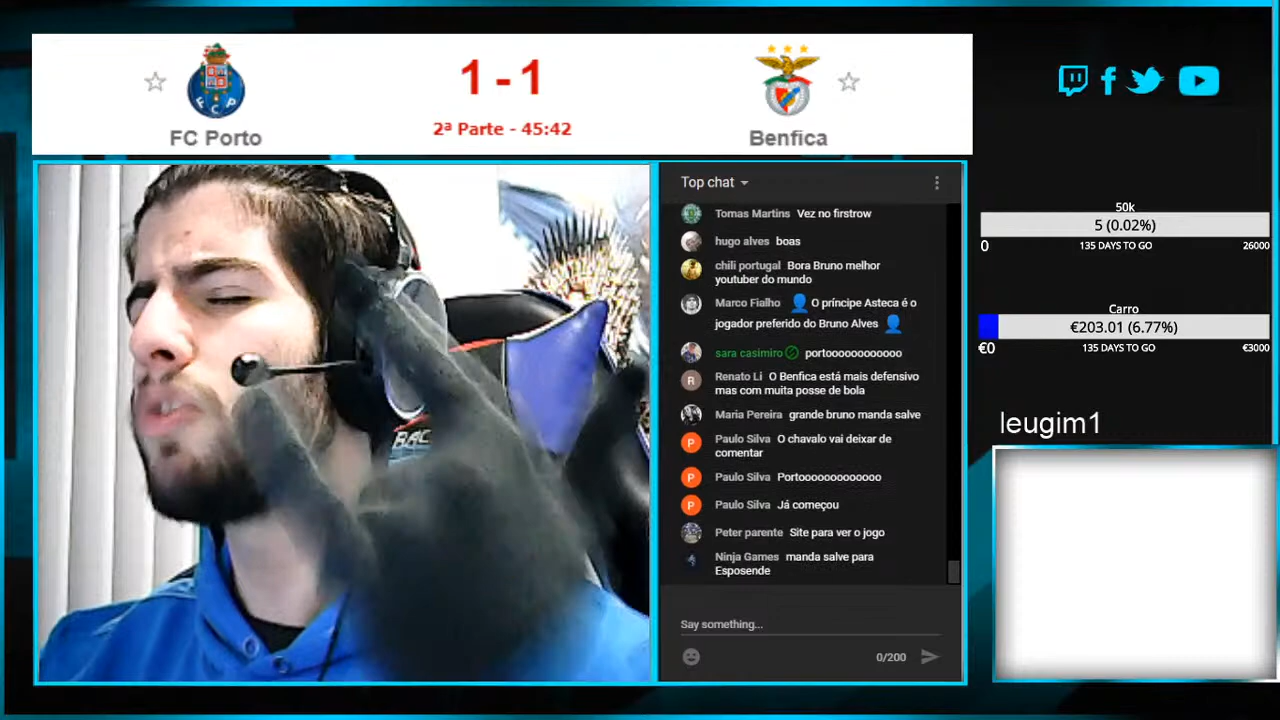 1 - 1
2ª Parte - 45:42
FC Porto
Benfica
FCP
RAC
Top chat
Tomas Martins Vez no firstrow
hugo alves boas
chili portugal Bora Bruno melhor
youtuber do mundo
Marco Fialho 👤 O príncipe Asteca é o
jogador preferido do Bruno Alves 👤
sara casimiro portooooooooooo
Renato Li O Benfica está mais defensivo
mas com muita posse de bola
Maria Pereira grande bruno manda salve
Paulo Silva O chavalo vai deixar de
comentar
Paulo Silva Portoooooooooooo
Paulo Silva Já começou
Peter parente Site para ver o jogo
Ninja Games manda salve para
Esposende
R
P
P
P
Say something...
0/200
50k
5 (0.02%)
0
135 DAYS TO GO
26000
Carro
€203.01 (6.77%)
€0
135 DAYS TO GO
€3000
leugim1